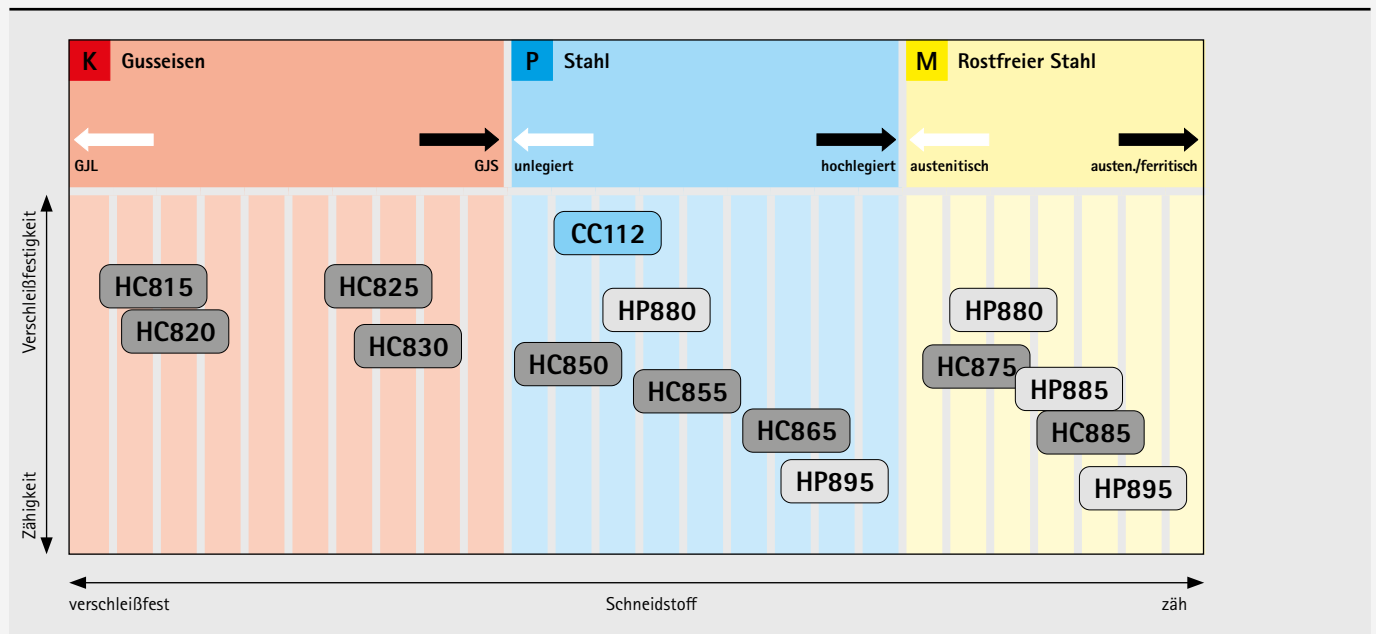 K Gusseisen
P Stahl
M Rostfreier Stahl
GJL
GJS
unlegiert
hochlegiert
austenitisch
austen./ferritisch
Verschleißfestigkeit
Zähigkeit
HC815
HC820
HC825
HC830
CC112
HP880
HC850
HC855
HC865
HP895
HP880
HC875
HP885
HC885
HP895
verschleißfest
Schneidstoff
zäh